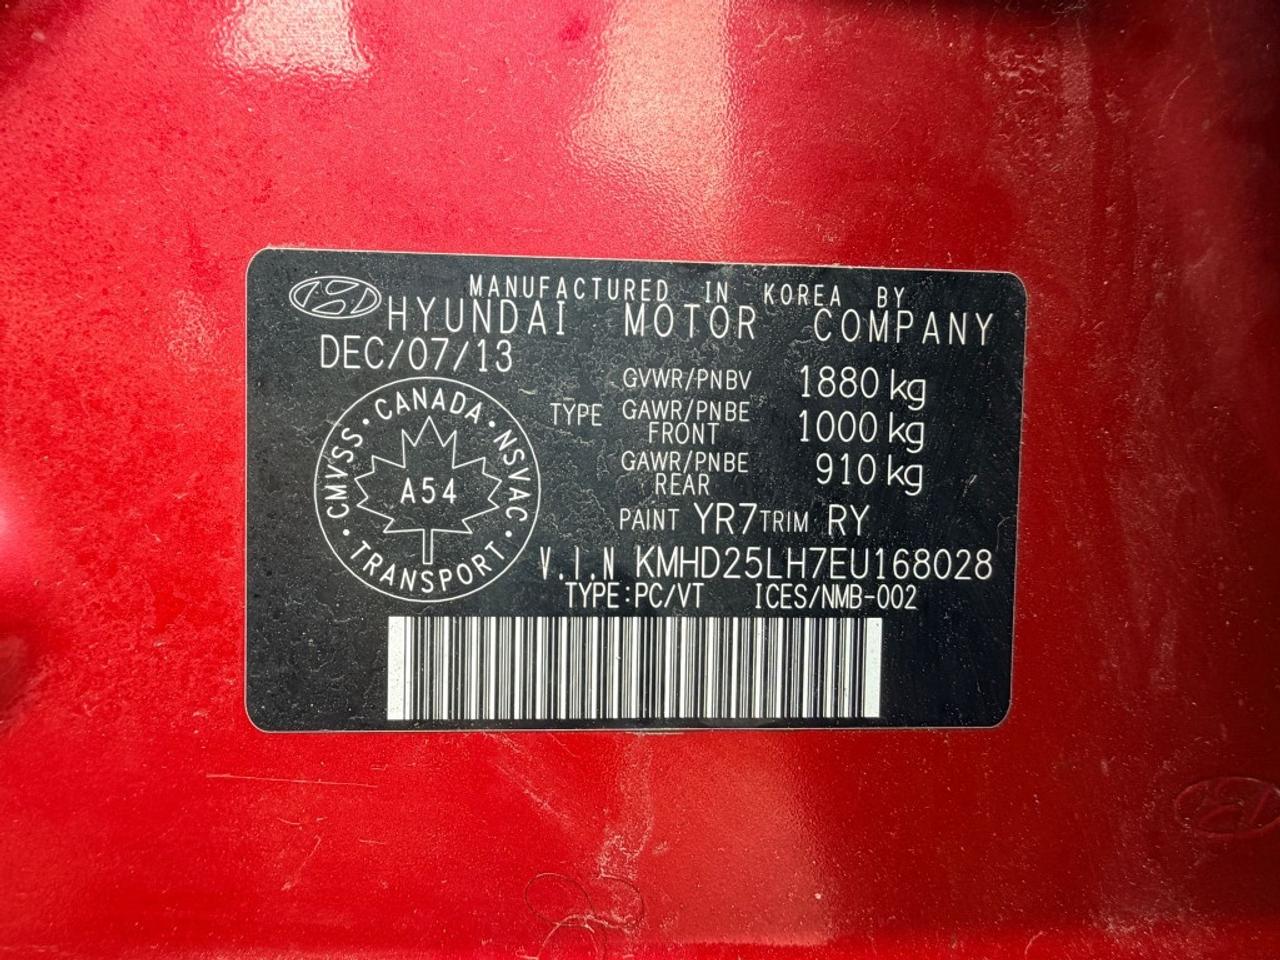 MANUFACTURED IN KOREA BY
HYUNDAI MOTOR COMPANY
DEC/07/13
GVWR/PNBV 1880 kg
TYPE GAWR/PNBE FRONT 1000 kg
GAWR/PNBE REAR 910 kg
PAINT YR7 TRIM RY
CMVSS · CANADA · NSVAC · TRANSPORT ·
A54
V.I.N KMHD25LH7EU168028
TYPE:PC/VT ICES/NMB-002